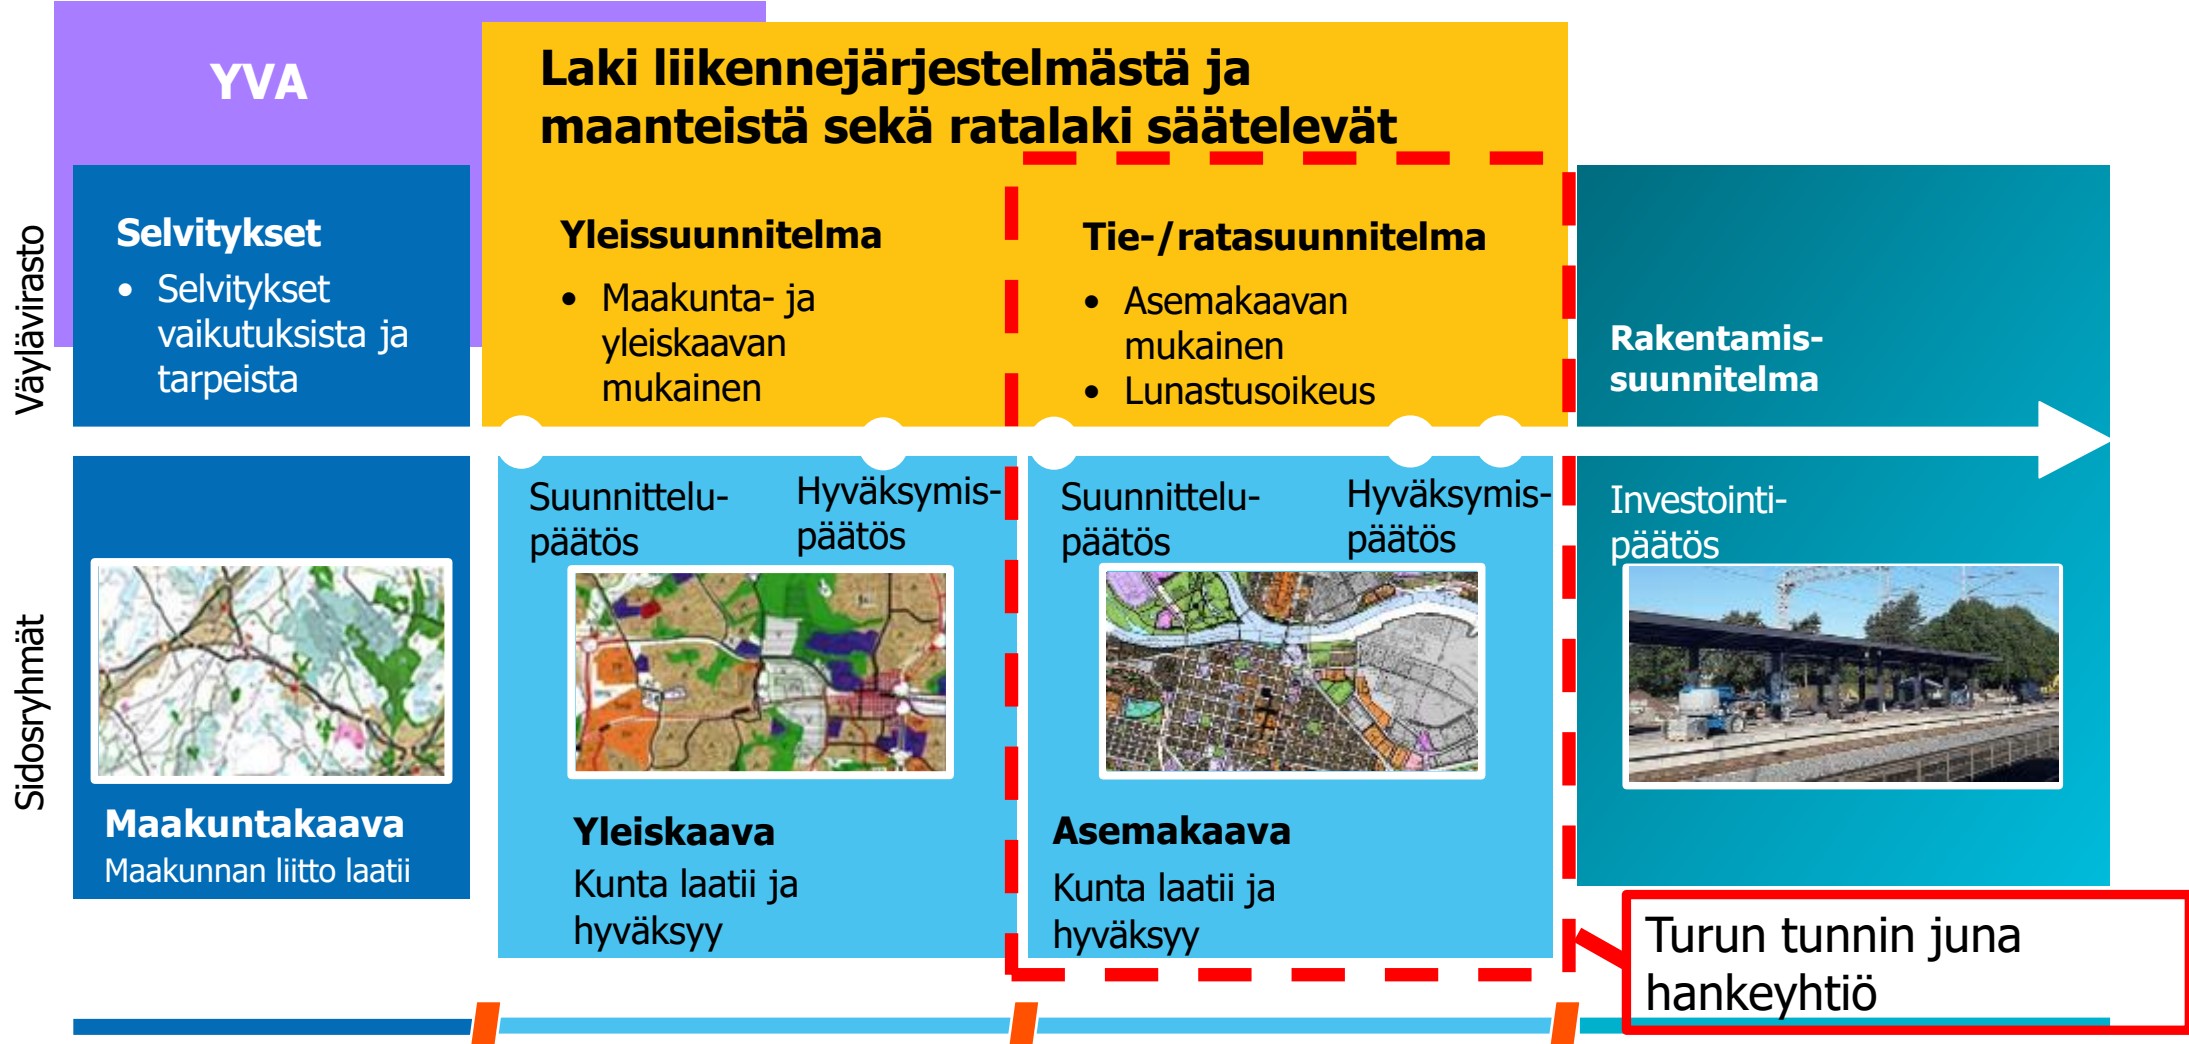 YVA
Laki liikennejärjestelmästä ja
maanteistä sekä ratalaki säätelevät
Väylävirasto
Selvitykset
• Selvitykset
vaikutuksista ja
tarpeista
Yleissuunnitelma
• Maakunta- ja
yleiskaavan
mukainen
Tie-/ratasuunnitelma
• Asemakaavan
mukainen
• Lunastusoikeus
Rakentamis-
suunnitelma
Sidosryhmät
Suunnittelu-
päätös
Hyväksymis-
päätös
Suunnittelu-
päätös
Hyväksymis-
päätös
Investointi-
päätös
Maakuntakaava
Maakunnan liitto laatii
Yleiskaava
Kunta laatii ja
hyväksyy
Asemakaava
Kunta laatii ja
hyväksyy
Turun tunnin juna
hankeyhtiö